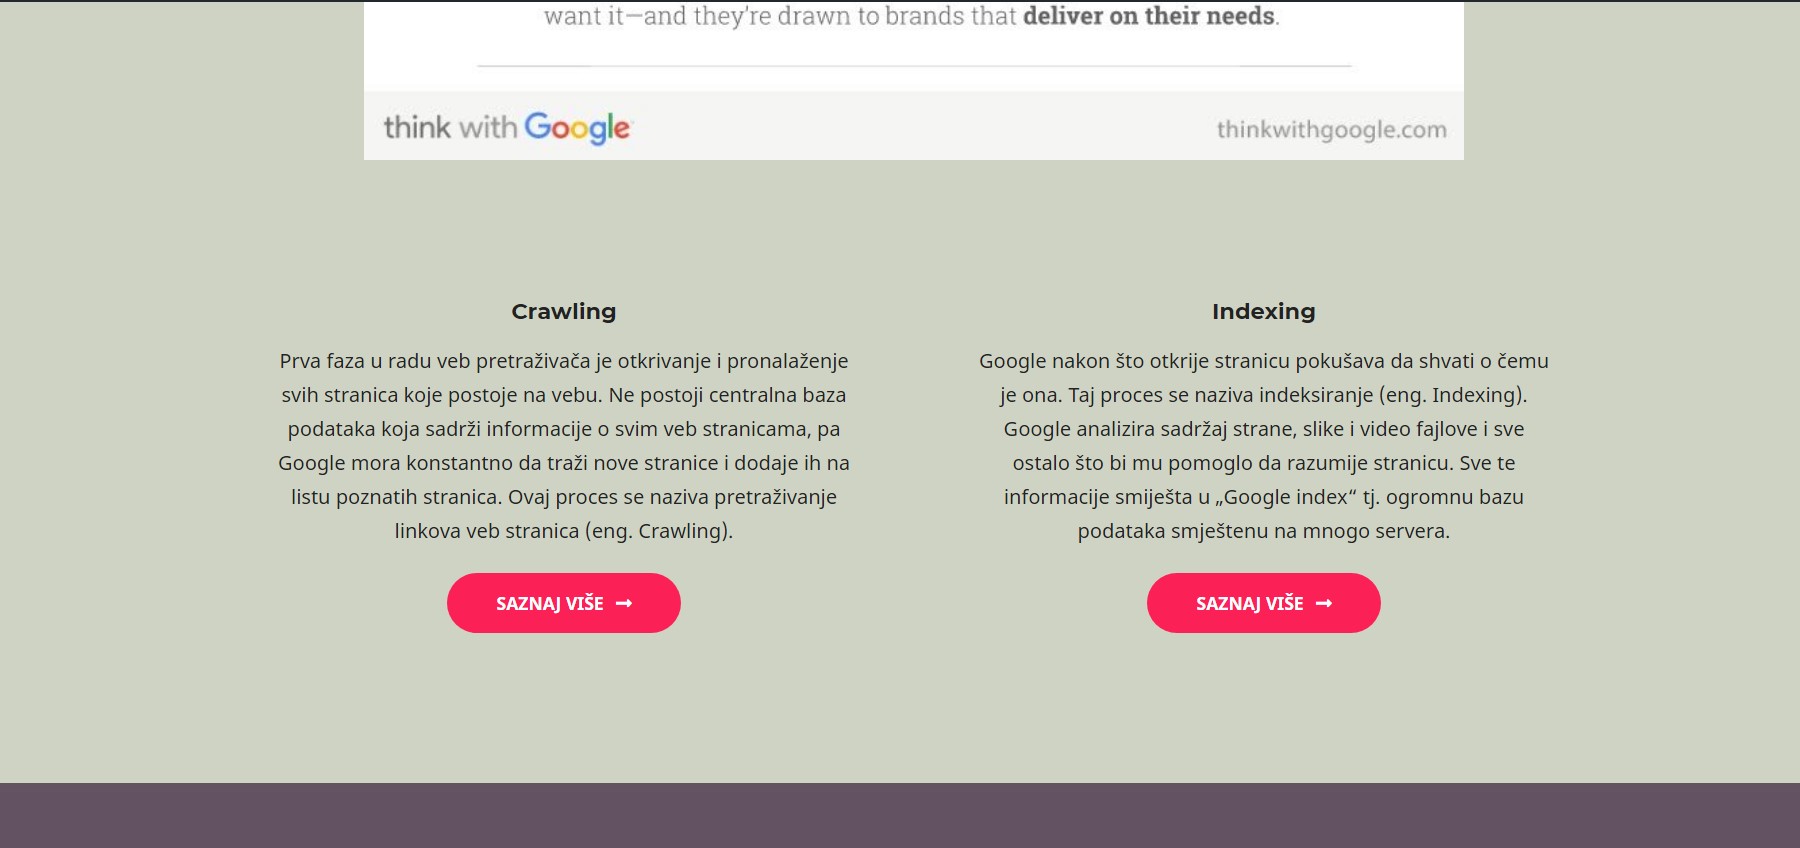 want it—and they're drawn to brands that deliver on their needs.
think with Google
thinkwithgoogle.com
Crawling
Prva faza u radu veb pretraživača je otkrivanje i pronalaženje
svih stranica koje postoje na vebu. Ne postoji centralna baza
podataka koja sadrži informacije o svim veb stranicama, pa
Google mora konstantno da traži nove stranice i dodaje ih na
listu poznatih stranica. Ovaj proces se naziva pretraživanje
linkova veb stranica (eng. Crawling).
SAZNAJ VIŠE →
Indexing
Google nakon što otkrije stranicu pokušava da shvati o čemu
je ona. Taj proces se naziva indeksiranje (eng. Indexing).
Google analizira sadržaj strane, slike i video fajlove i sve
ostalo što bi mu pomoglo da razumije stranicu. Sve te
informacije smiješta u „Google index“ tj. ogromnu bazu
podataka smještenu na mnogo servera.
SAZNAJ VIŠE →